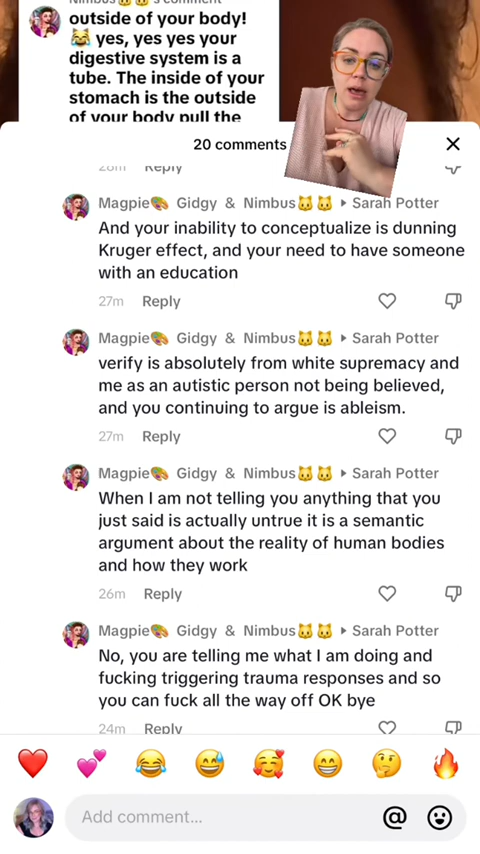 Nimbus🐱🐱's comment
outside of your body!
😹 yes, yes yes your
digestive system is a
tube. The inside of your
stomach is the outside
of your body pull the
20 comments
28m Reply
Magpie🎨 Gidgy & Nimbus🐱🐱 ▸ Sarah Potter
And your inability to conceptualize is dunning
Kruger effect, and your need to have someone
with an education
27m Reply
Magpie🎨 Gidgy & Nimbus🐱🐱 ▸ Sarah Potter
verify is absolutely from white supremacy and
me as an autistic person not being believed,
and you continuing to argue is ableism.
27m Reply
Magpie🎨 Gidgy & Nimbus🐱🐱 ▸ Sarah Potter
When I am not telling you anything that you
just said is actually untrue it is a semantic
argument about the reality of human bodies
and how they work
26m Reply
Magpie🎨 Gidgy & Nimbus🐱🐱 ▸ Sarah Potter
No, you are telling me what I am doing and
fucking triggering trauma responses and so
you can fuck all the way off OK bye
24m Reply
Add comment...